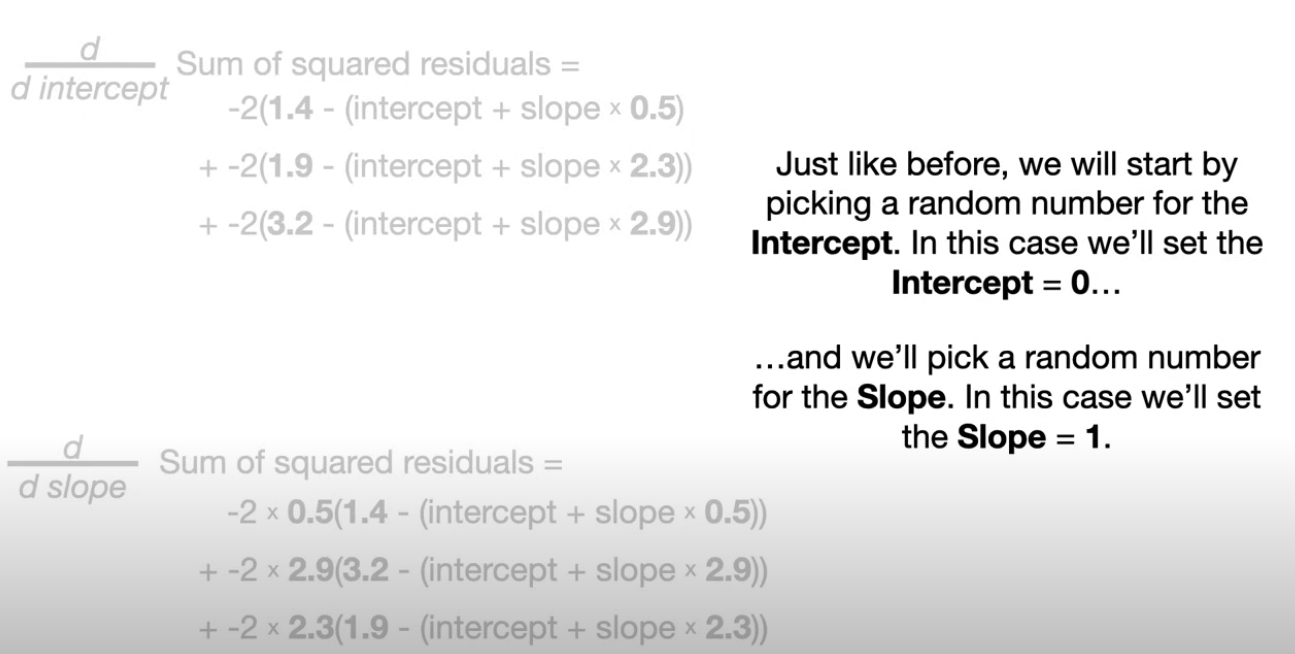 d
d intercept
Sum of squared residuals =
-2(1.4 - (intercept + slope × 0.5)
+ -2(1.9 - (intercept + slope × 2.3))
+ -2(3.2 - (intercept + slope × 2.9))
Just like before, we will start by
picking a random number for the
Intercept. In this case we’ll set the
Intercept = 0…
…and we’ll pick a random number
for the Slope. In this case we’ll set
the Slope = 1.
d
d slope
Sum of squared residuals =
-2 × 0.5(1.4 - (intercept + slope × 0.5))
+ -2 × 2.9(3.2 - (intercept + slope × 2.9))
+ -2 × 2.3(1.9 - (intercept + slope × 2.3))